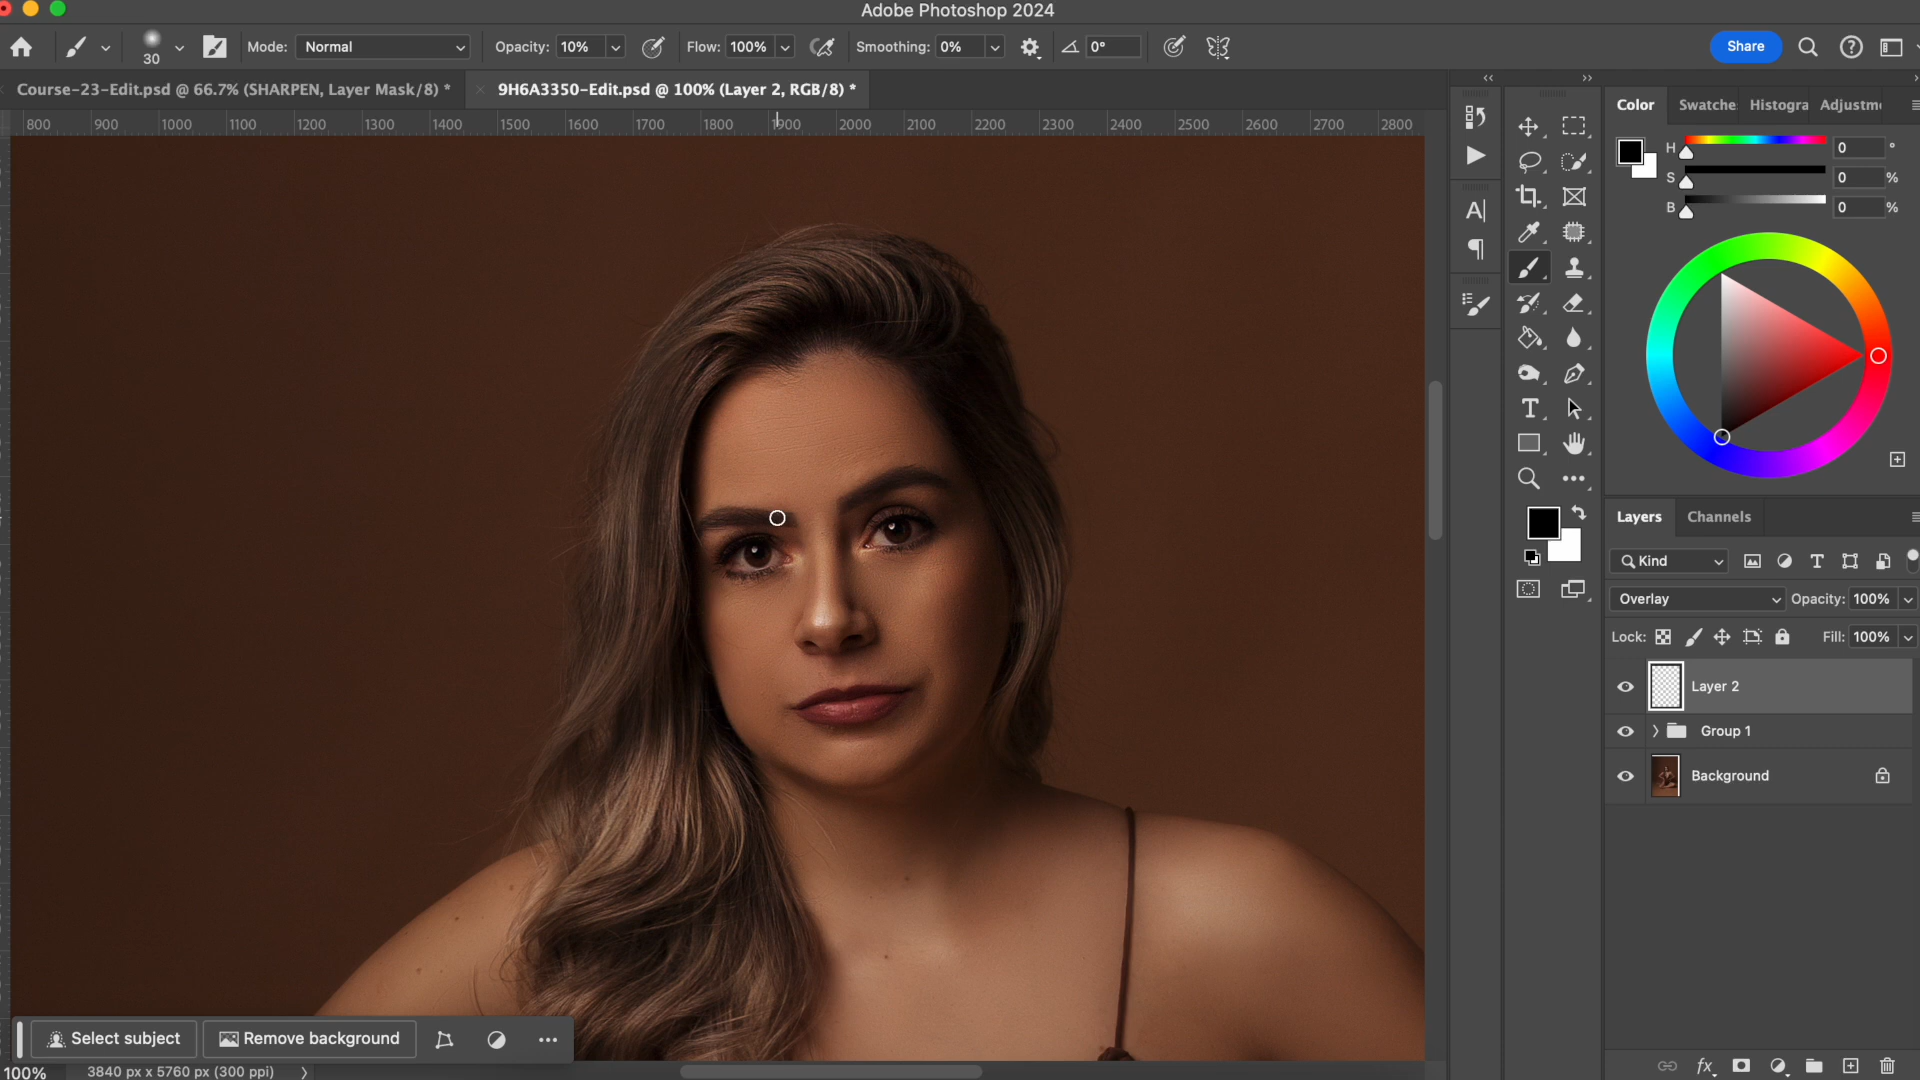 Adobe Photoshop 2024
30
Mode: Normal
Opacity: 10%
Flow: 100%
Smoothing: 0%
0°
Share
Course-23-Edit.psd @ 66.7% (SHARPEN, Layer Mask/8) *
9H6A3350-Edit.psd @ 100% (Layer 2, RGB/8) *
800 900 1000 1100 1200 1300 1400 1500 1600 1700 1800 1900 2000 2100 2200 2300 2400 2500 2600 2700 2800
Color Swatche Histogra Adjustm
H 0 °
S 0 %
B 0 %
Layers Channels
Kind
Overlay Opacity: 100%
Lock: Fill: 100%
Layer 2
Group 1
Background
fx
Select subject Remove background
100% 3840 px x 5760 px (300 ppi)